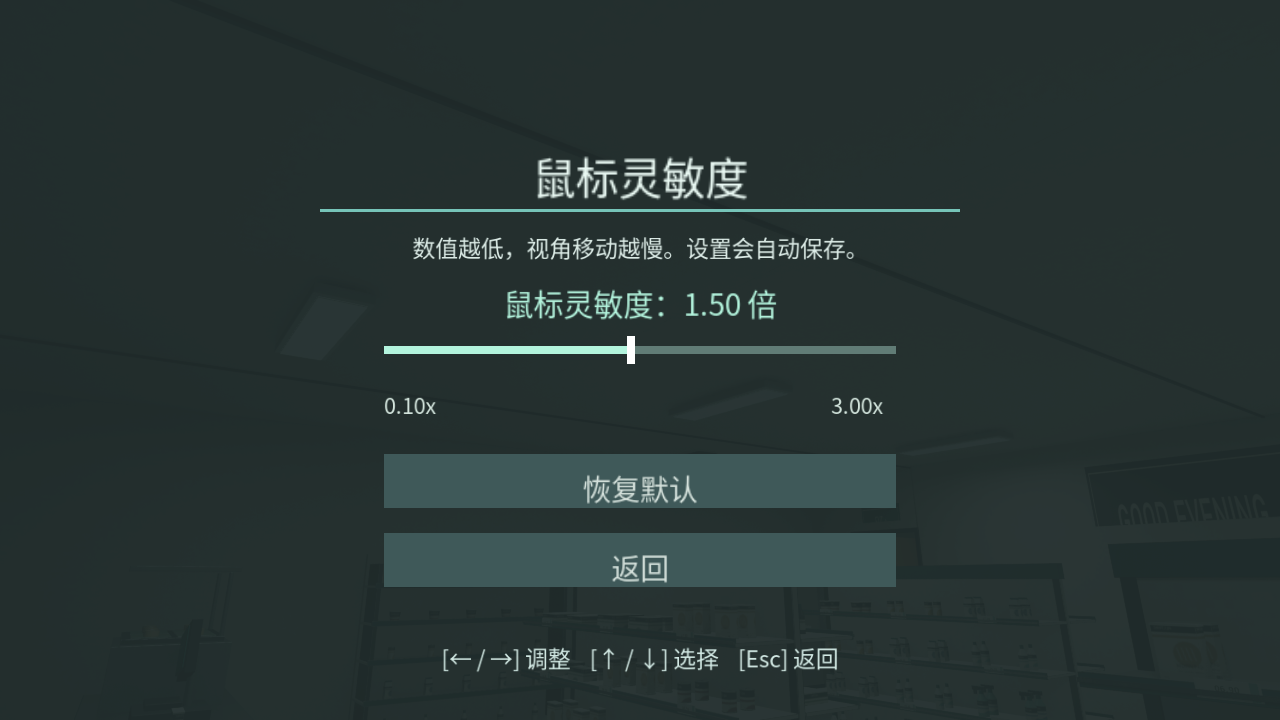 鼠标灵敏度
数值越低，视角移动越慢。设置会自动保存。
鼠标灵敏度：1.50 倍
0.10x 3.00x
恢复默认
GOOD EVENING
返回
[← / →] 调整 [↑ / ↓] 选择 [Esc] 返回